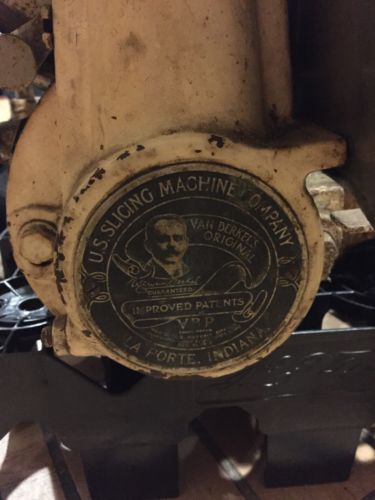 U.S. SLICING MACHINE COMPANY
VAN BERKEL'S
ORIGINAL
GUARANTEED
IMPROVED PATENTS
LA PORTE, INDIANA.